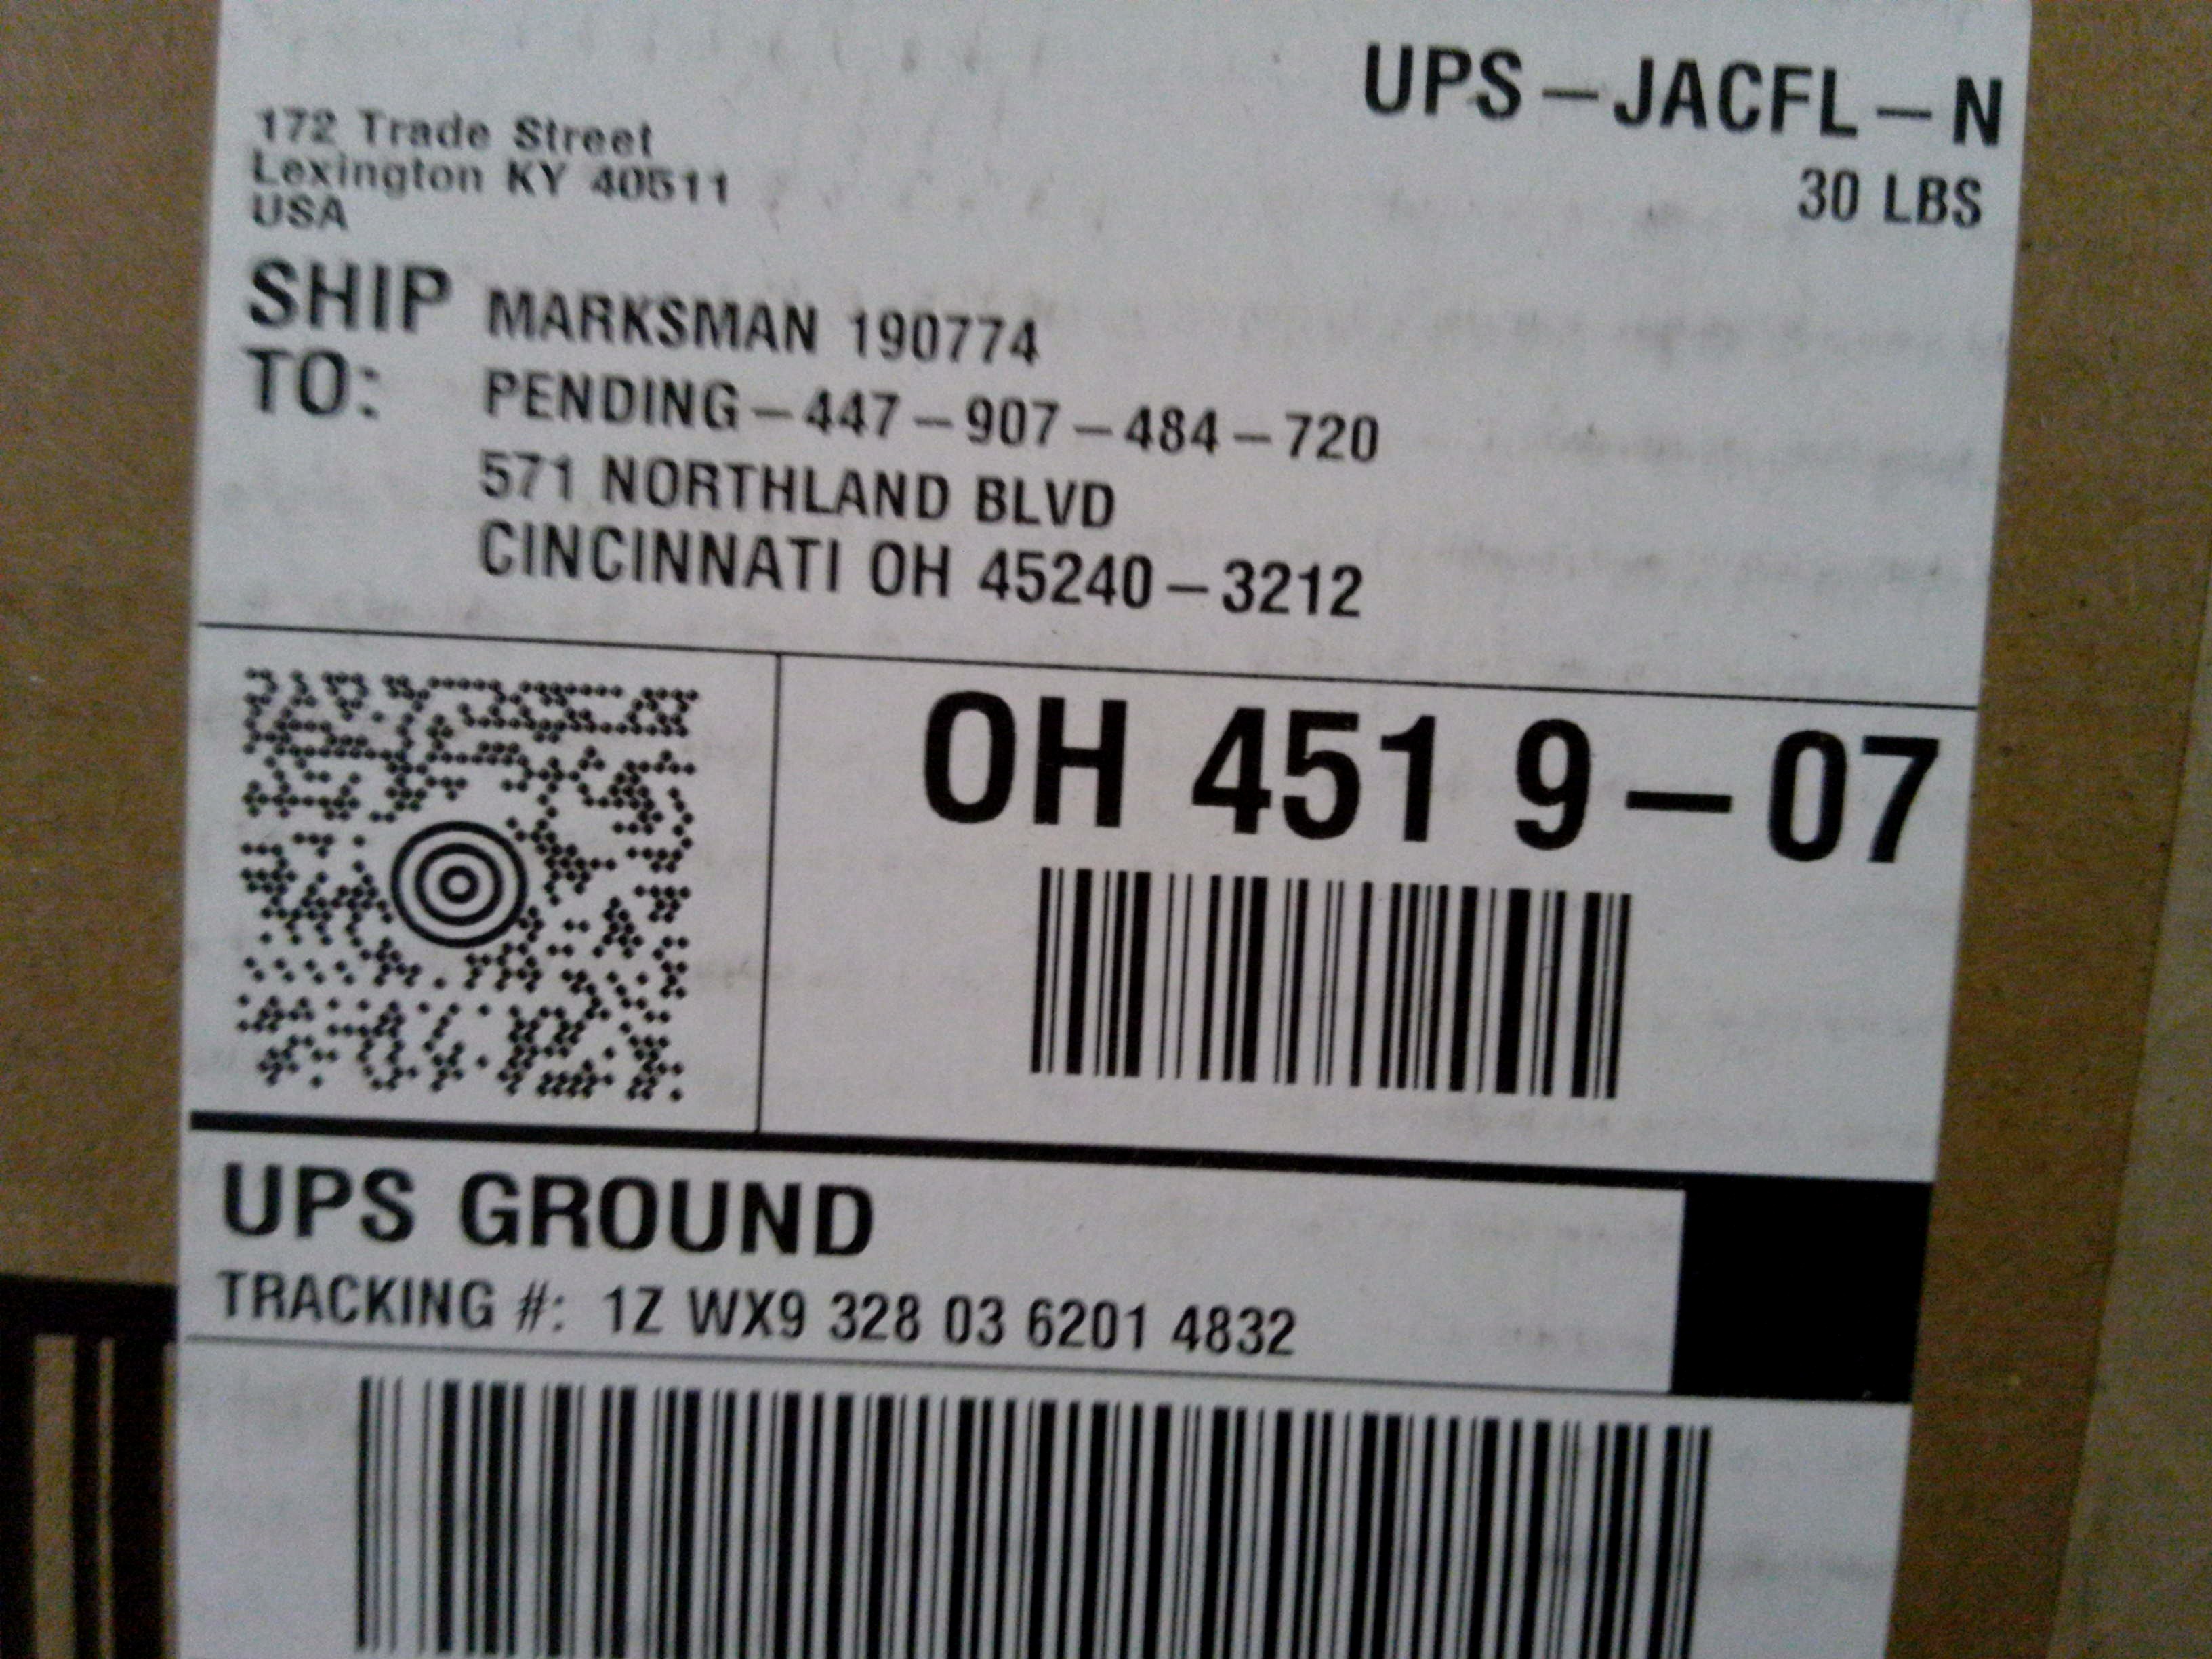 UPS-JACFL-N
30 LBS
172 Trade Street
Lexington KY 40511
USA
SHIP TO:
MARKSMAN 190774
PENDING-447-907-484-720
571 NORTHLAND BLVD
CINCINNATI OH 45240-3212
OH 451 9-07
UPS GROUND
TRACKING #: 1Z WX9 328 03 6201 4832